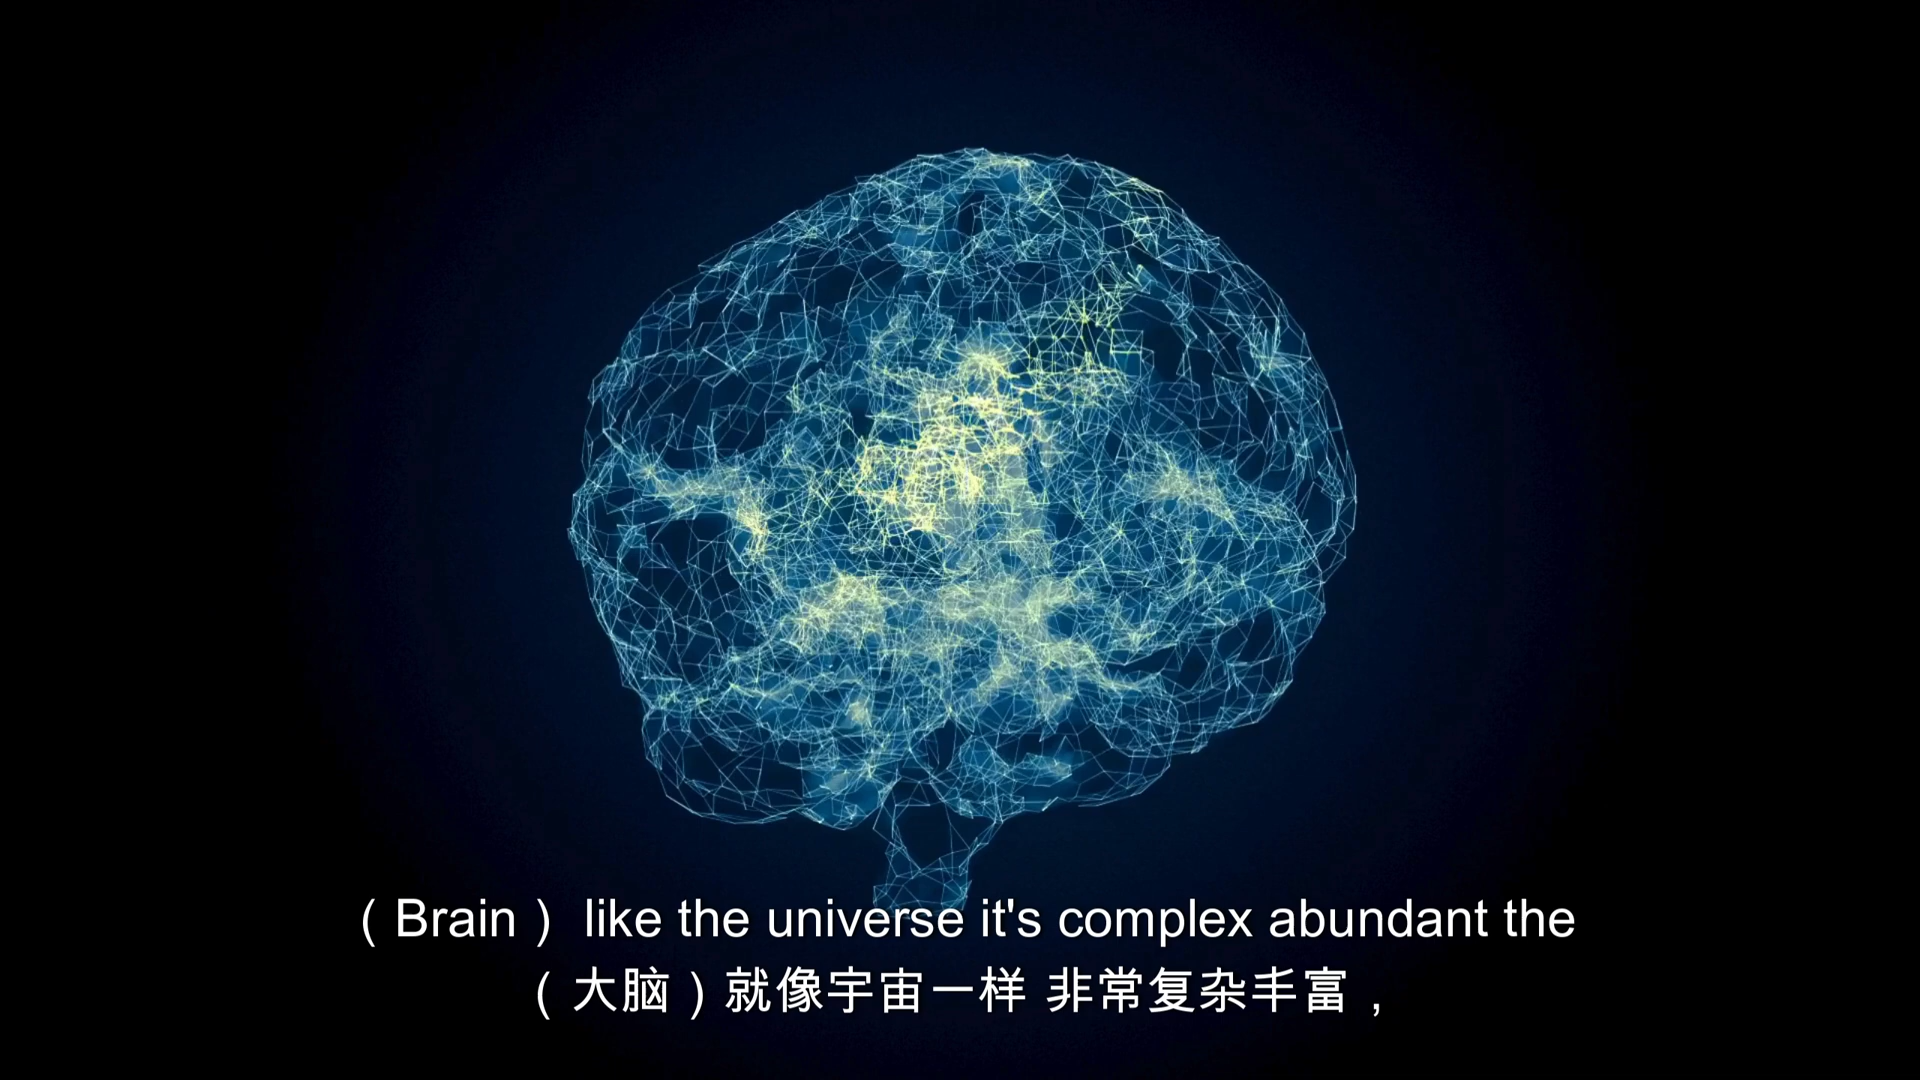 （Brain） like the universe it's complex abundant the
（大脑）就像宇宙一样 非常复杂丰富，